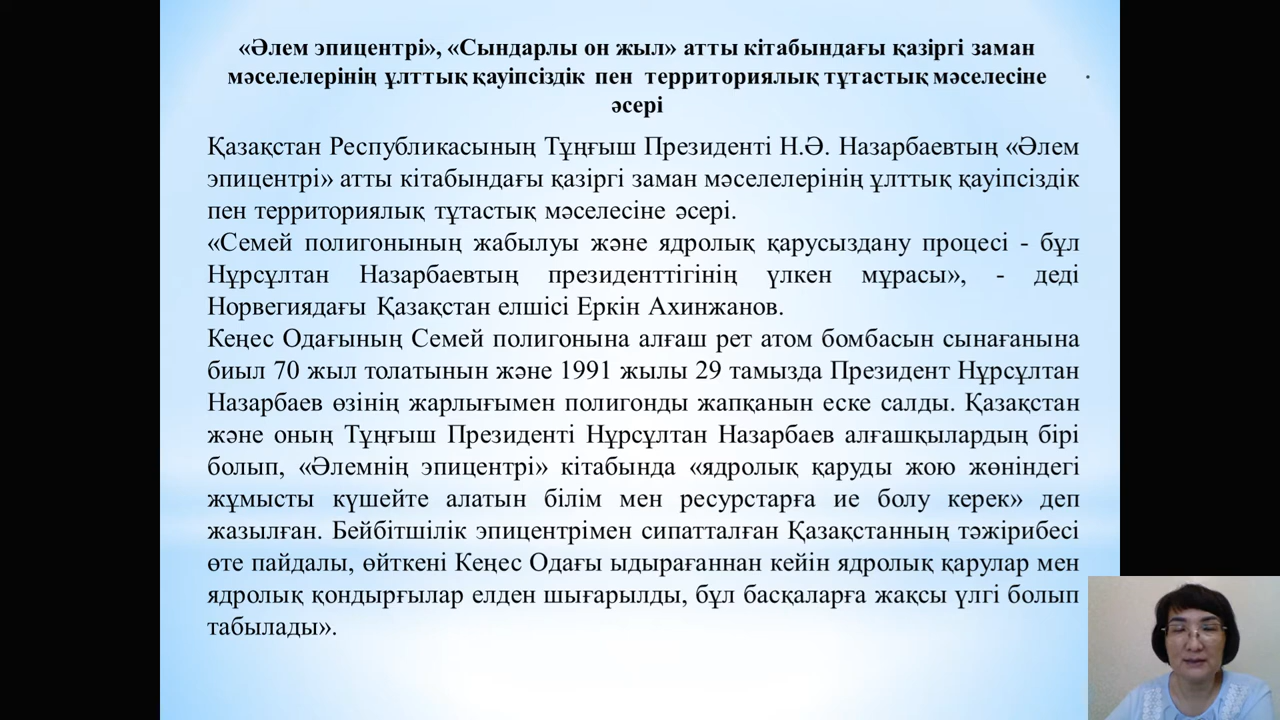 «Әлем эпицентрі», «Сындарлы он жыл» атты кітабындағы қазіргі заман
мәселелерінің ұлттық қауіпсіздік пен территориялық тұтастық мәселесіне
әсері
Қазақстан Республикасының Тұңғыш Президенті Н.Ә. Назарбаевтың «Әлем
эпицентрі» атты кітабындағы қазіргі заман мәселелерінің ұлттық қауіпсіздік
пен территориялық тұтастық мәселесіне әсері.
«Семей полигонының жабылуы және ядролық қарусыздану процесі - бұл
Нұрсұлтан Назарбаевтың президенттігінің үлкен мұрасы», - деді
Норвегиядағы Қазақстан елшісі Еркін Ахинжанов.
Кеңес Одағының Семей полигонына алғаш рет атом бомбасын сынағанына
биыл 70 жыл толатынын және 1991 жылы 29 тамызда Президент Нұрсұлтан
Назарбаев өзінің жарлығымен полигонды жапқанын еске салды. Қазақстан
және оның Тұңғыш Президенті Нұрсұлтан Назарбаев алғашқылардың бірі
болып, «Әлемнің эпицентрі» кітабында «ядролық қаруды жою жөніндегі
жұмысты күшейте алатын білім мен ресурстарға ие болу керек» деп
жазылған. Бейбітшілік эпицентрімен сипатталған Қазақстанның тәжірибесі
өте пайдалы, өйткені Кеңес Одағы ыдырағаннан кейін ядролық қарулар мен
ядролық қондырғылар елден шығарылды, бұл басқаларға жақсы үлгі болып
табылады».